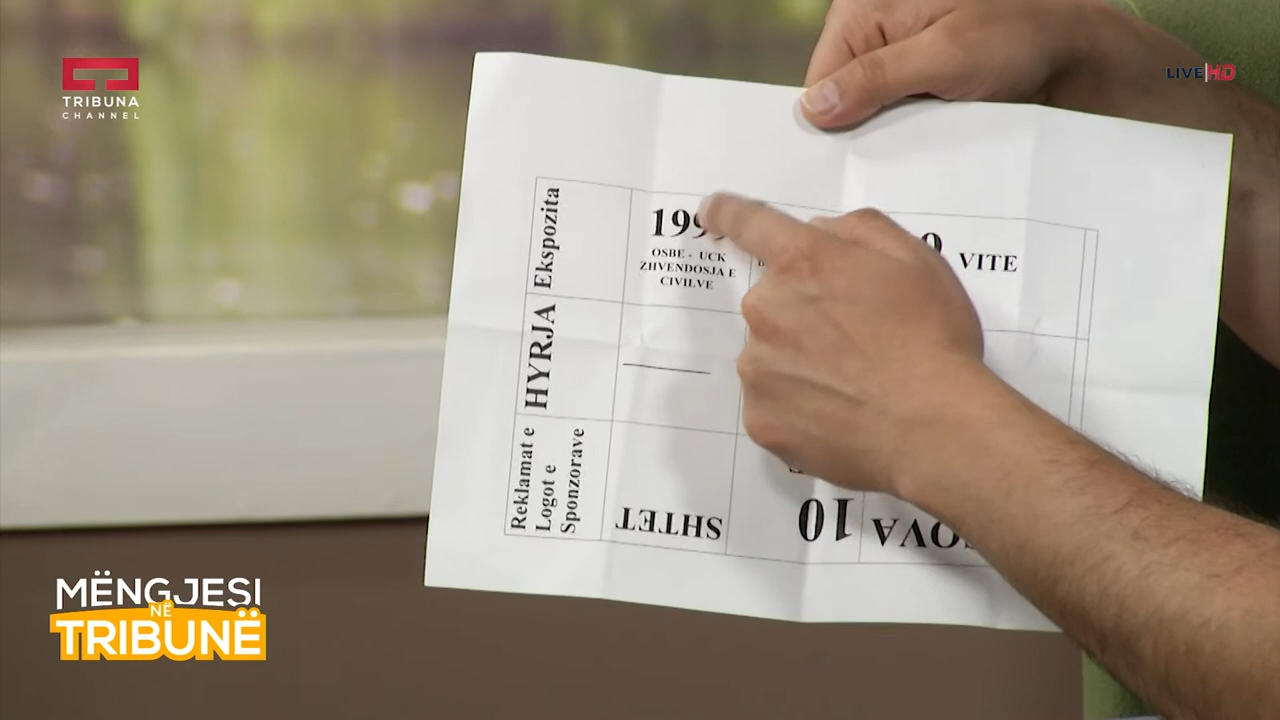 TRIBUNA
CHANNEL
LIVE HD
Ekspozita
OSBE - UCK
ZHVENDOSJA E
CIVILVE
VITE
HYRJA
Reklamat e
Logot e
Sponzorave
SHTET
10
MËNGJESI
NË
TRIBUNË